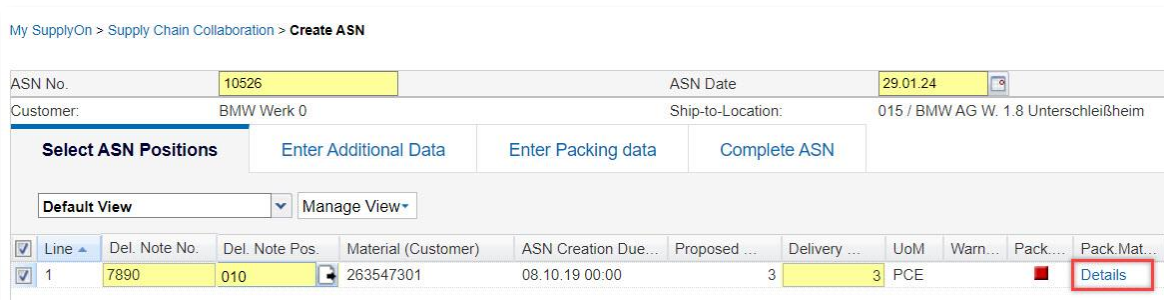 My SupplyOn > Supply Chain Collaboration > Create ASN
ASN No. 10526 ASN Date 29.01.24
Customer: BMW Werk 0 Ship-to-Location: 015 / BMW AG W. 1.8 Unterschleißheim
Select ASN Positions Enter Additional Data Enter Packing data Complete ASN
Default View Manage View
Line Del. Note No. Del. Note Pos. Material (Customer) ASN Creation Due... Proposed ... Delivery ... UoM Warn... Pack.... Pack.Mat...
1 7890 010 263547301 08.10.19 00:00 3 3 PCE Details